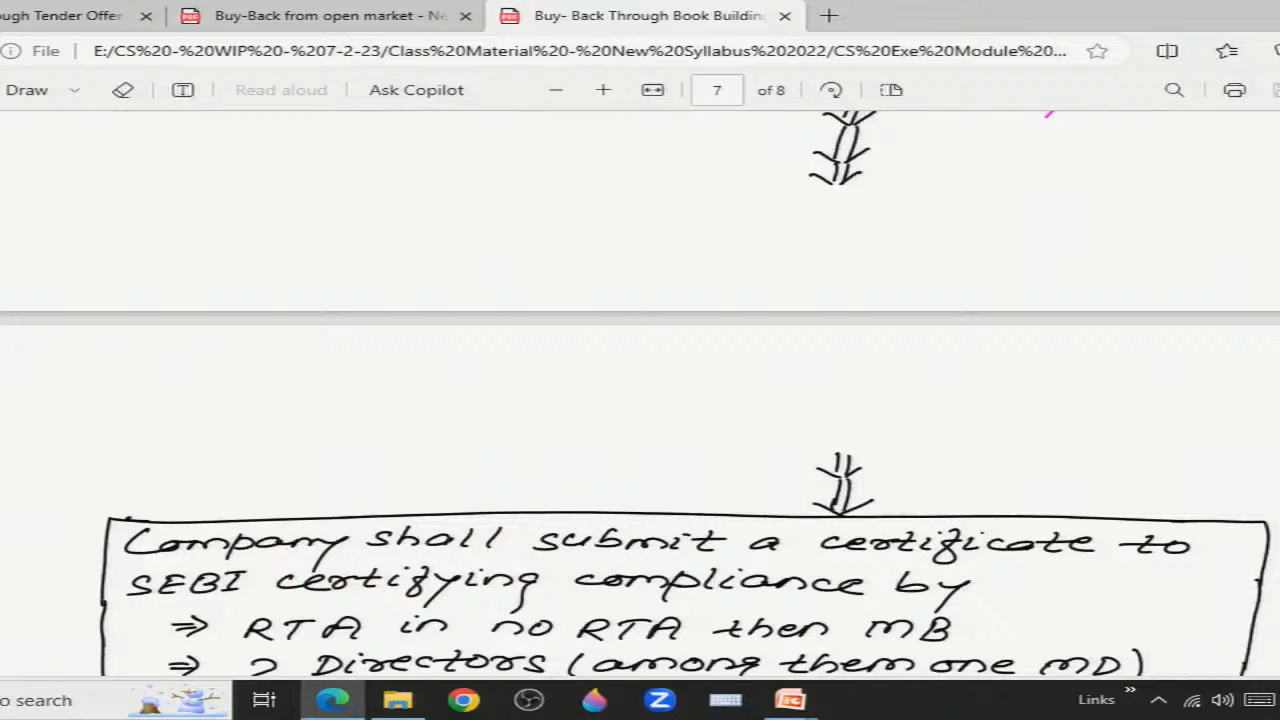 ough Tender Offer
Buy-Back from open market - Ne
Buy- Back Through Book Building
File
E:/CS%20-%20WIP%20-%207-2-23/Class%20Material%20-%20New%20Syllabus%202022/CS%20Exe%20Module%20...
Draw
Read aloud
Ask Copilot
7
of 8
Company shall submit a certificate to
SEBI certifying compliance by
⇒ RTA in no RTA then MB
⇒ 2 Directors (among them one MD)
o search
Links